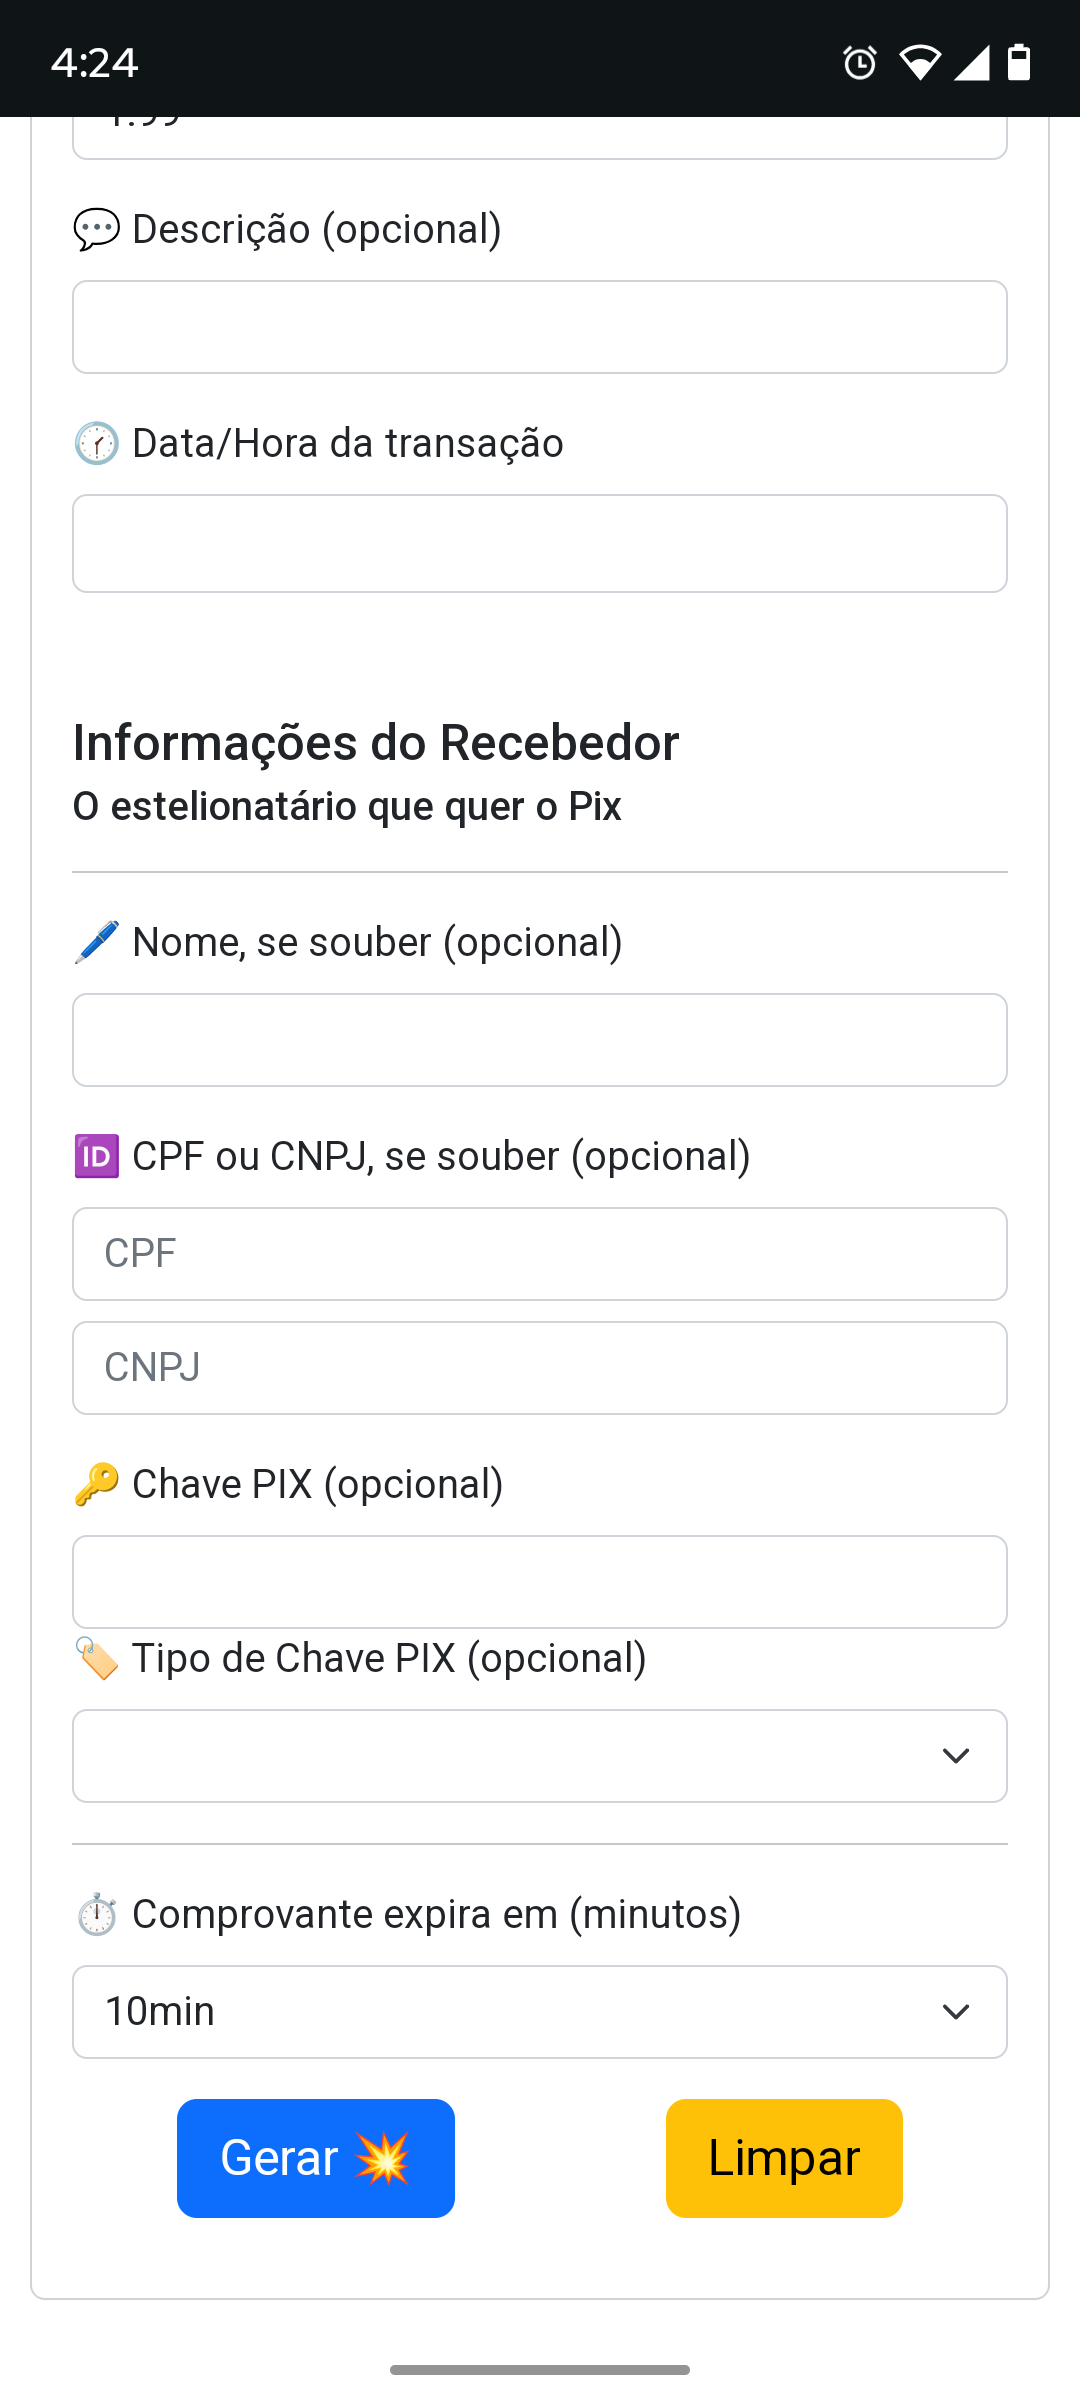 4:24
💬 Descrição (opcional)
🕜 Data/Hora da transação
Informações do Recebedor
O estelionatário que quer o Pix
🖊️ Nome, se souber (opcional)
🆔 CPF ou CNPJ, se souber (opcional)
CPF
CNPJ
🔑 Chave PIX (opcional)
🏷️ Tipo de Chave PIX (opcional)
⏱️ Comprovante expira em (minutos)
10min
Gerar 💥
Limpar